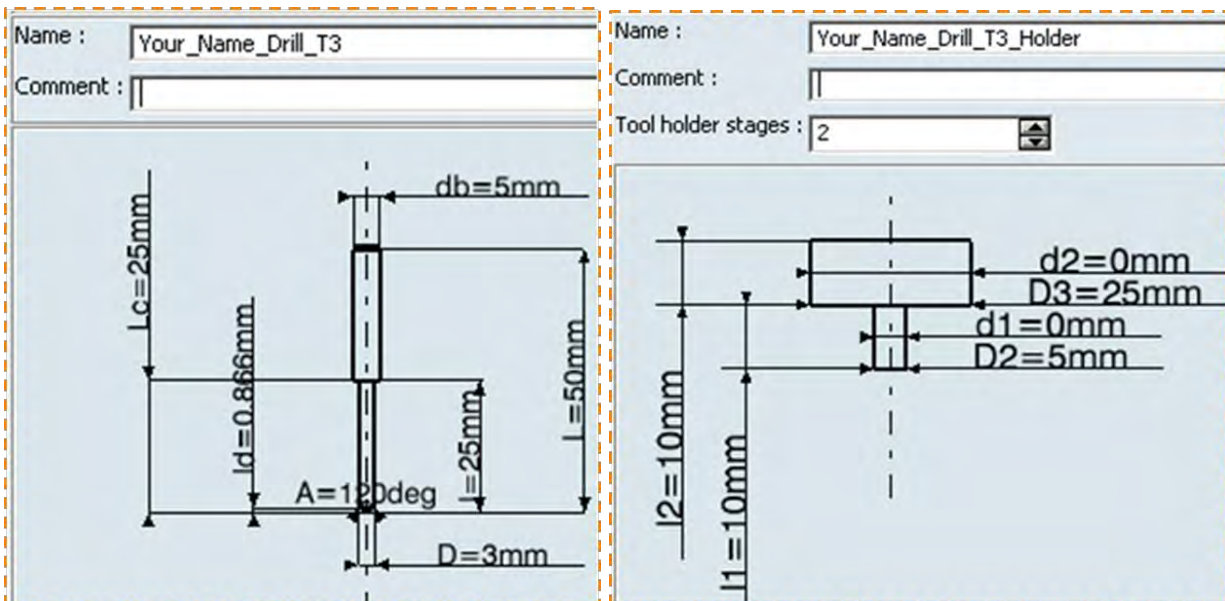 Name : Your_Name_Drill_T3
Comment :
db=5mm
Lc=25mm
ld=0.866mm
L=50mm
l=25mm
A=120deg
D=3mm
Name : Your_Name_Drill_T3_Holder
Comment :
Tool holder stages : 2
d2=0mm
D3=25mm
d1=0mm
D2=5mm
l2=10mm
l1=10mm